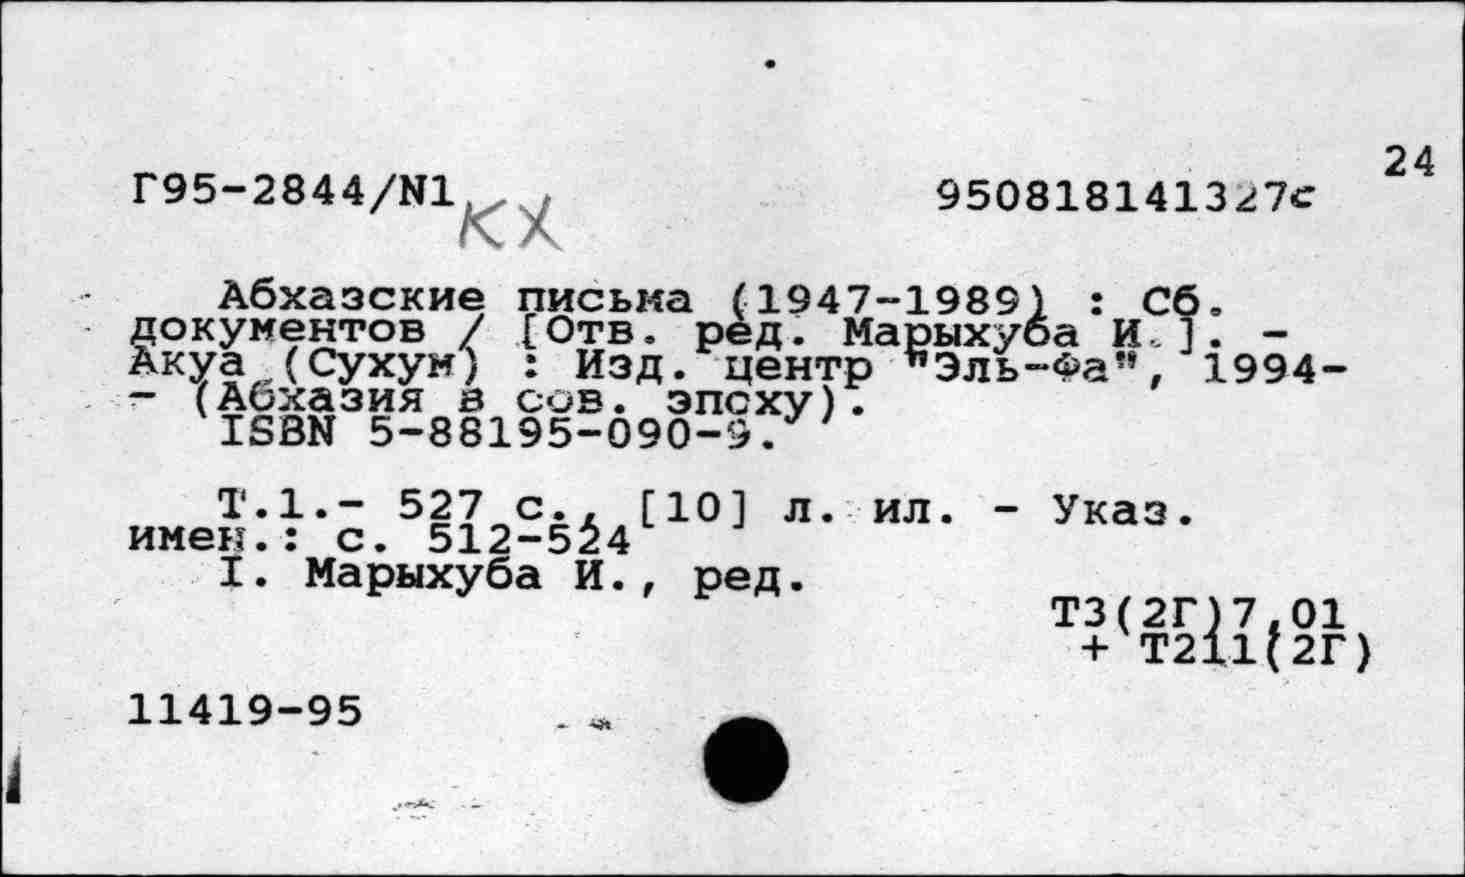 24
Г95-2844/N1 КХ 950818141327с
Абхазские письма (1947-1989) : Сб.
документов / [Отв. ред. Марыхуба И.]. -
Акуа (Сухум) : Изд. центр "Эль-Фа", 1994-
- (Абхазия в сов. эпоху).
ISBN 5-88195-090-9.
Т.1.- 527 с., [10] л. ил. - Указ.
имен.: с. 512-524
I. Марыхуба И., ред.
Т3(2Г)7,01
+ Т211(2Г)
11419-95